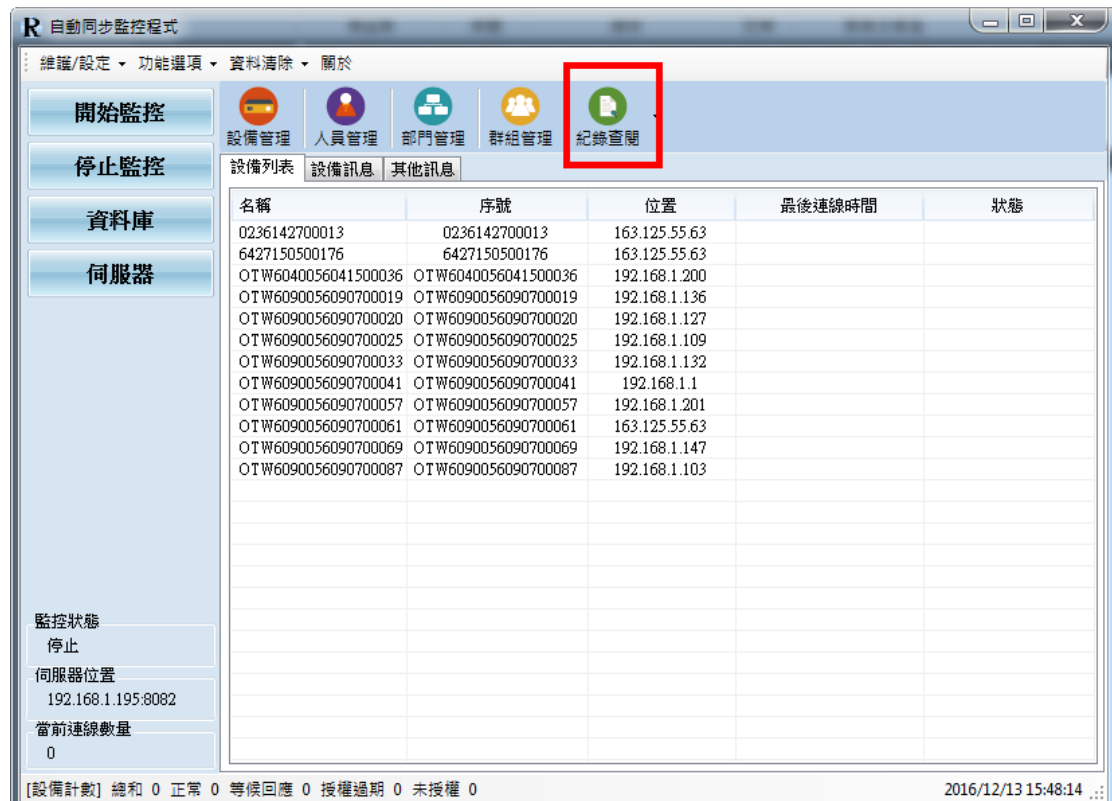 R 自動同步監控程式
維護/設定 功能選項 資料清除 關於
開始監控
停止監控
資料庫
伺服器
設備管理 人員管理 部門管理 群組管理 紀錄查閱
設備列表 設備訊息 其他訊息
名稱 序號 位置 最後連線時間 狀態
0236142700013 0236142700013 163.125.55.63
6427150500176 6427150500176 163.125.55.63
OTW6040056041500036 OTW6040056041500036 192.168.1.200
OTW6090056090700019 OTW6090056090700019 192.168.1.136
OTW6090056090700020 OTW6090056090700020 192.168.1.127
OTW6090056090700025 OTW6090056090700025 192.168.1.109
OTW6090056090700033 OTW6090056090700033 192.168.1.132
OTW6090056090700041 OTW6090056090700041 192.168.1.1
OTW6090056090700057 OTW6090056090700057 192.168.1.201
OTW6090056090700061 OTW6090056090700061 163.125.55.63
OTW6090056090700069 OTW6090056090700069 192.168.1.147
OTW6090056090700087 OTW6090056090700087 192.168.1.103
監控狀態
停止
伺服器位置
192.168.1.195:8082
當前連線數量
0
[設備計數] 總和 0 正常 0 等候回應 0 授權過期 0 未授權 0 2016/12/13 15:48:14